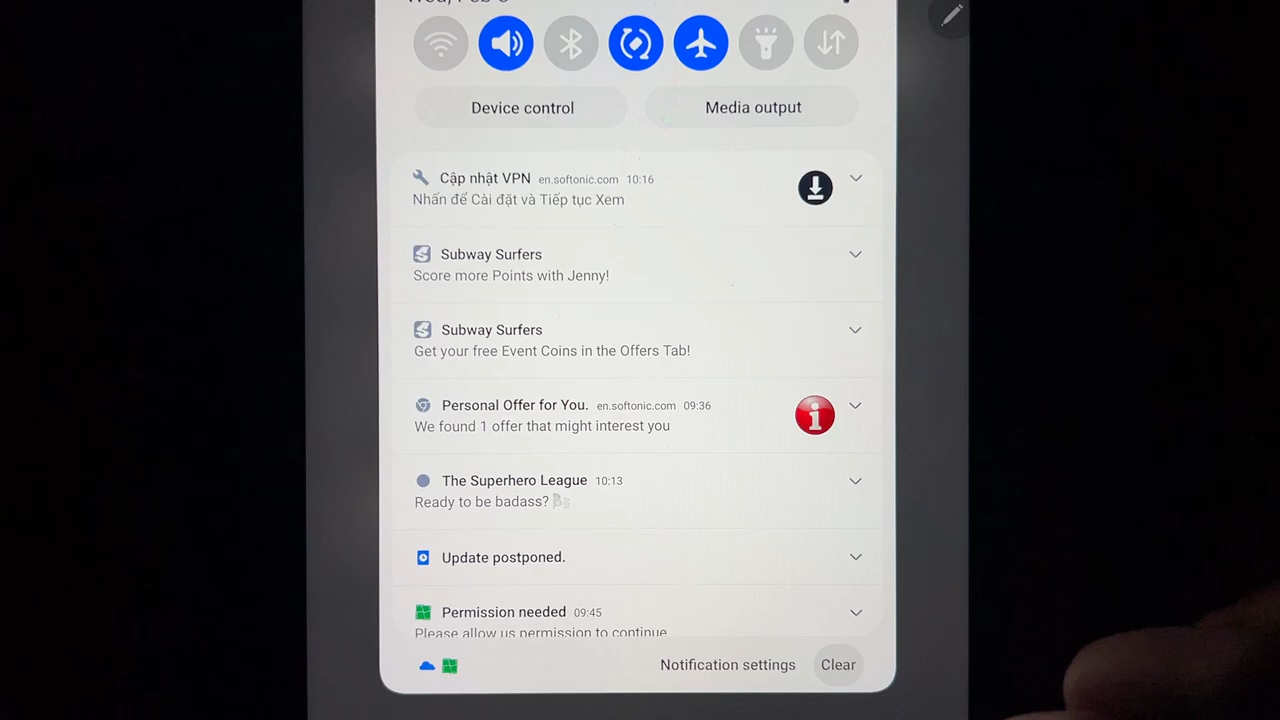 Device control
Media output
Cập nhật VPN en.softonic.com 10:16
Nhấn để Cài đặt và Tiếp tục Xem
Subway Surfers
Score more Points with Jenny!
Subway Surfers
Get your free Event Coins in the Offers Tab!
Personal Offer for You. en.softonic.com 09:36
We found 1 offer that might interest you
The Superhero League 10:13
Ready to be badass?
Update postponed.
Permission needed 09:45
Please allow us permission to continue
Notification settings
Clear